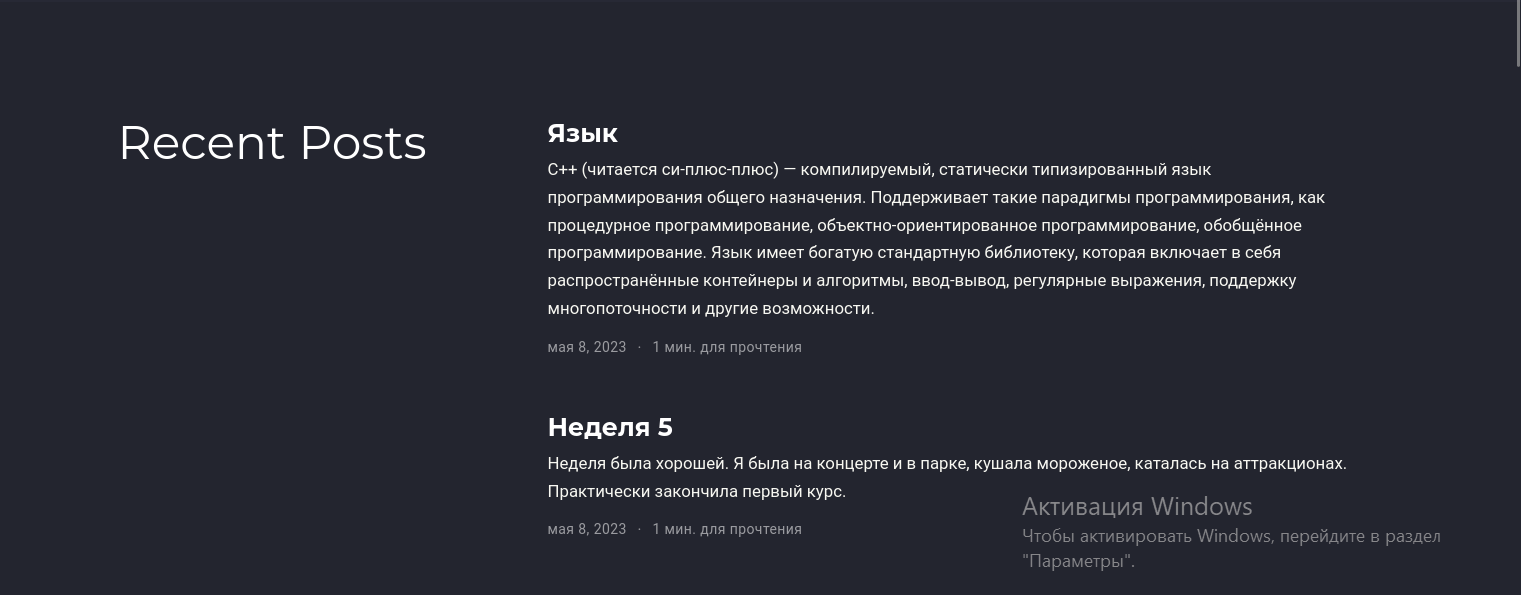 Recent Posts
Язык
C++ (читается си-плюс-плюс) — компилируемый, статически типизированный язык
программирования общего назначения. Поддерживает такие парадигмы программирования, как
процедурное программирование, объектно-ориентированное программирование, обобщённое
программирование. Язык имеет богатую стандартную библиотеку, которая включает в себя
распространённые контейнеры и алгоритмы, ввод-вывод, регулярные выражения, поддержку
многопоточности и другие возможности.
мая 8, 2023 · 1 мин. для прочтения
Неделя 5
Неделя была хорошей. Я была на концерте и в парке, кушала мороженое, каталась на аттракционах.
Практически закончила первый курс.
мая 8, 2023 · 1 мин. для прочтения
Активация Windows
Чтобы активировать Windows, перейдите в раздел
"Параметры".